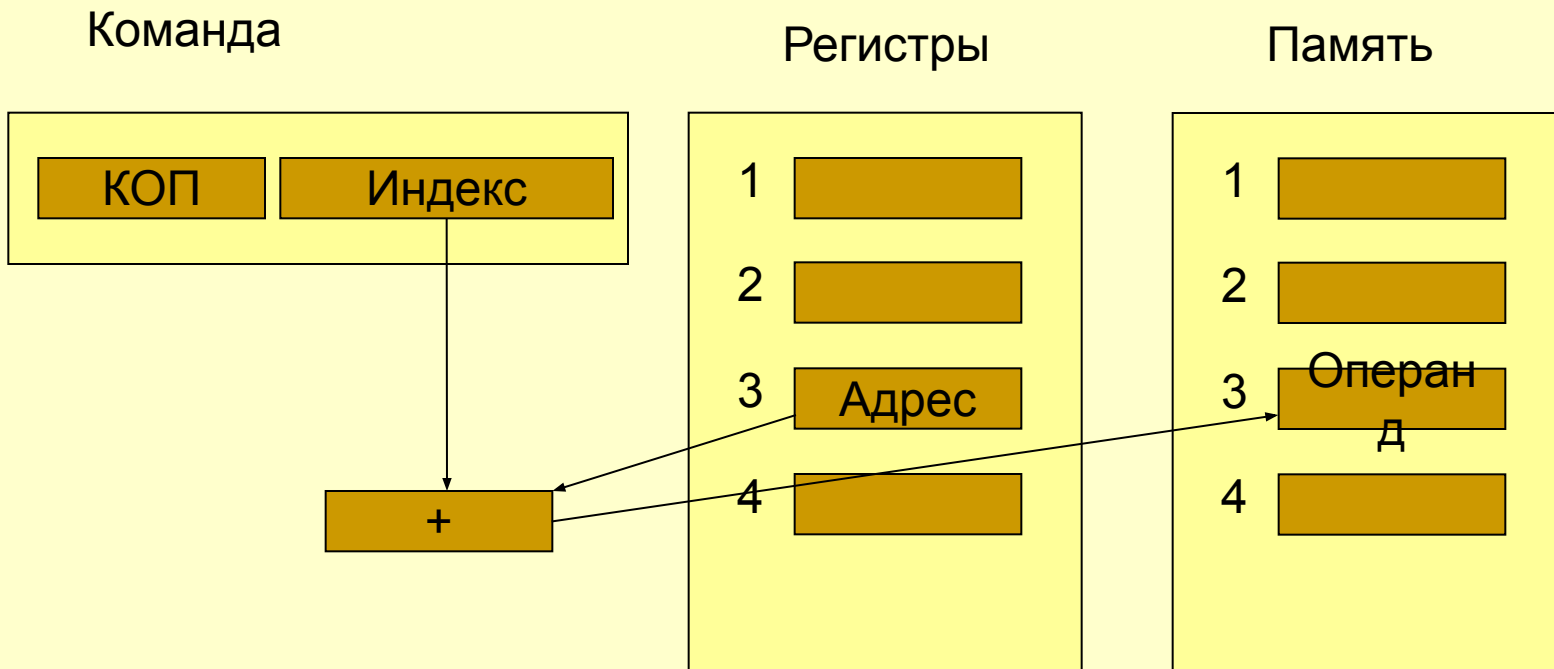 Команда
Регистры
Память
КОП
Индекс
1
2
3
Адрес
4
1
2
3
Операн
д
4
+